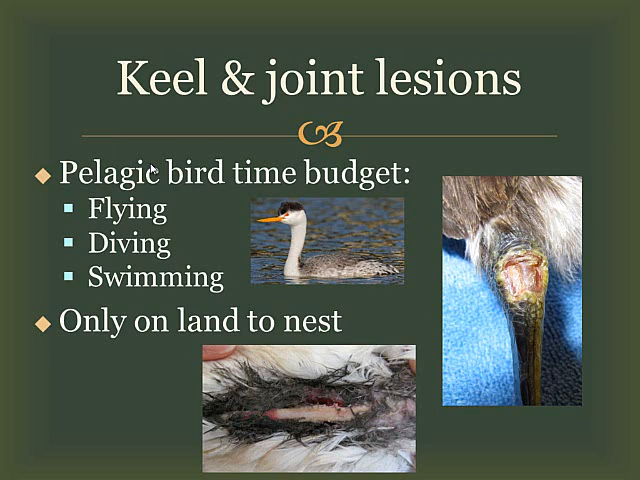 Keel & joint lesions
Pelagic bird time budget:
Flying
Diving
Swimming
Only on land to nest